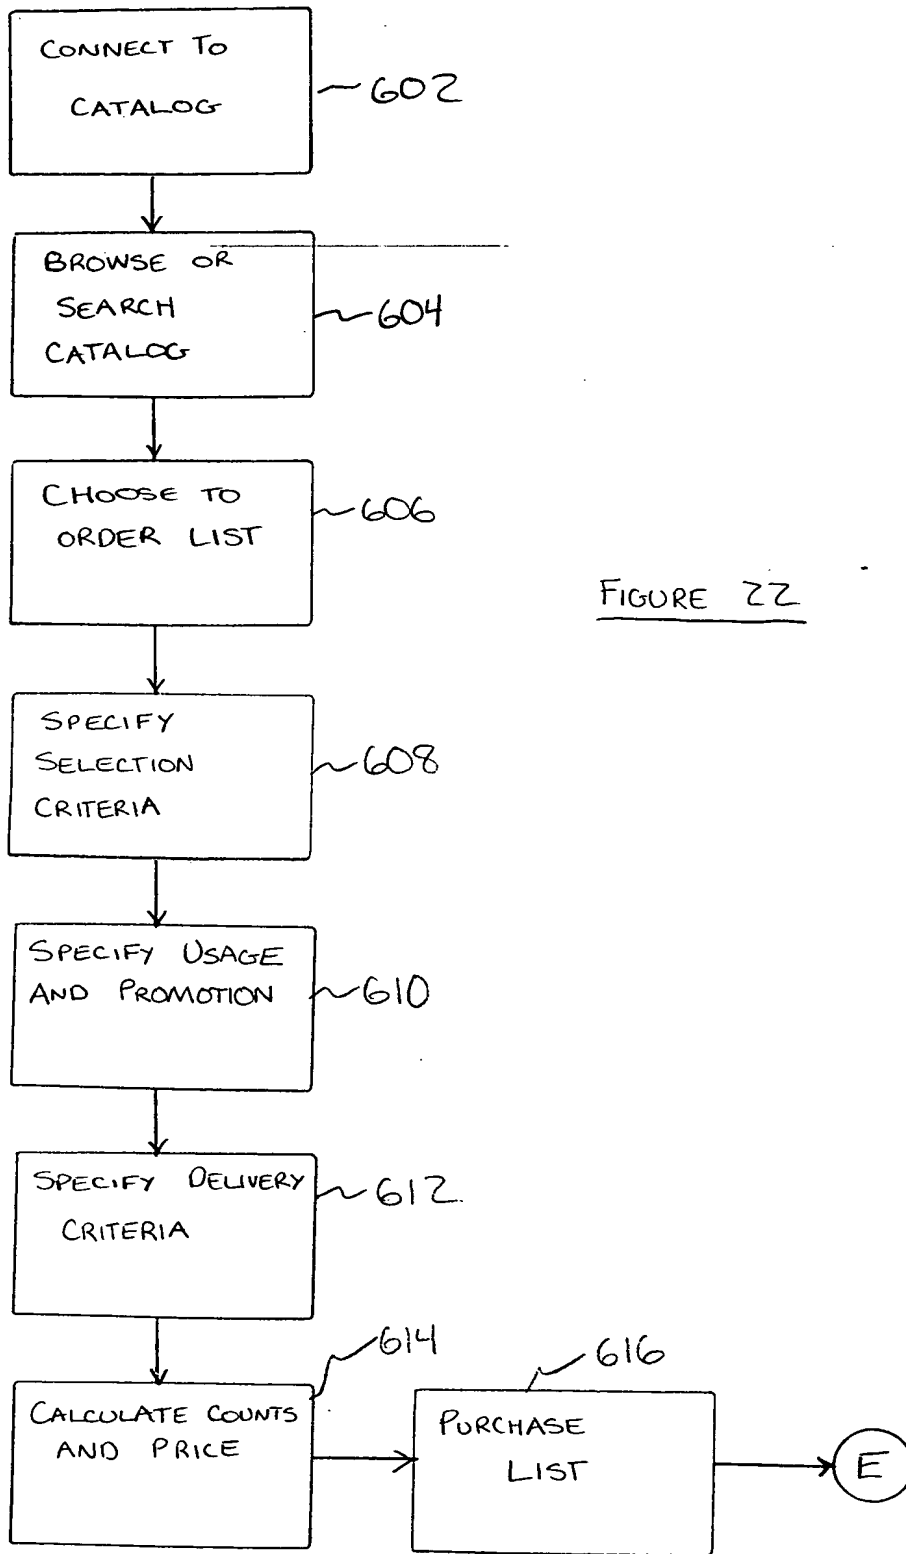 CONNECT TO
CATALOG
602
BROWSE OR
SEARCH
CATALOG
604
CHOOSE TO
ORDER LIST
606
FIGURE 22
SPECIFY
SELECTION
CRITERIA
608
SPECIFY USAGE
AND PROMOTION
610
SPECIFY DELIVERY
CRITERIA
612
CALCULATE COUNTS
AND PRICE
614
PURCHASE
LIST
616
E